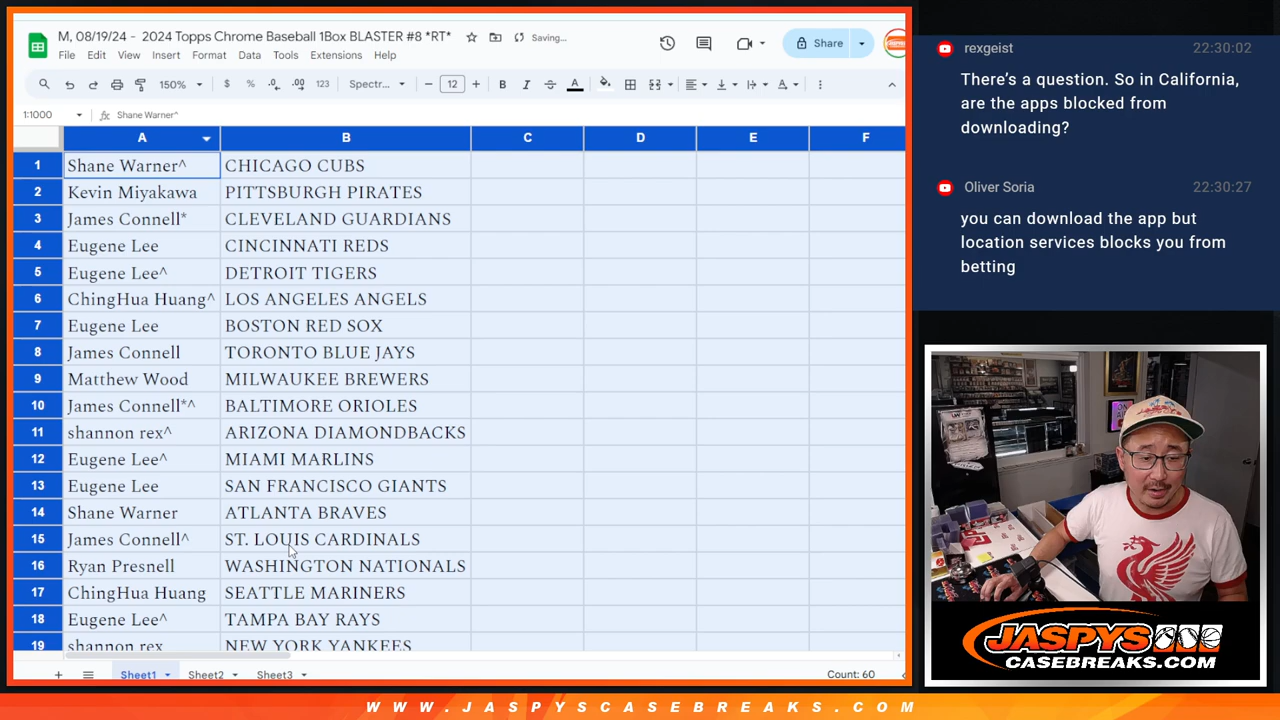 M, 08/19/24 - 2024 Topps Chrome Baseball 1Box BLASTER #8 *RT*
Saving...
File Edit View Insert Format Data Tools Extensions Help
Share
150% $ % .0 .00 123 Spectr... − 12 + B I A
1:1000 fx Shane Warner^
A B C D E F
1 Shane Warner^ CHICAGO CUBS
2 Kevin Miyakawa PITTSBURGH PIRATES
3 James Connell* CLEVELAND GUARDIANS
4 Eugene Lee CINCINNATI REDS
5 Eugene Lee^ DETROIT TIGERS
6 ChingHua Huang^ LOS ANGELES ANGELS
7 Eugene Lee BOSTON RED SOX
8 James Connell TORONTO BLUE JAYS
9 Matthew Wood MILWAUKEE BREWERS
10 James Connell*^ BALTIMORE ORIOLES
11 shannon rex^ ARIZONA DIAMONDBACKS
12 Eugene Lee^ MIAMI MARLINS
13 Eugene Lee SAN FRANCISCO GIANTS
14 Shane Warner ATLANTA BRAVES
15 James Connell^ ST. LOUIS CARDINALS
16 Ryan Presnell WASHINGTON NATIONALS
17 ChingHua Huang SEATTLE MARINERS
18 Eugene Lee^ TAMPA BAY RAYS
19 shannon rex NEW YORK YANKEES
+ Sheet1 Sheet2 Sheet3 Count: 60
rexgeist 22:30:02
There's a question. So in California,
are the apps blocked from
downloading?
Oliver Soria 22:30:27
you can download the app but
location services blocks you from
betting
JASPYS
CASEBREAKS.COM
WWW.JASPYSCASEBREAKS.COM